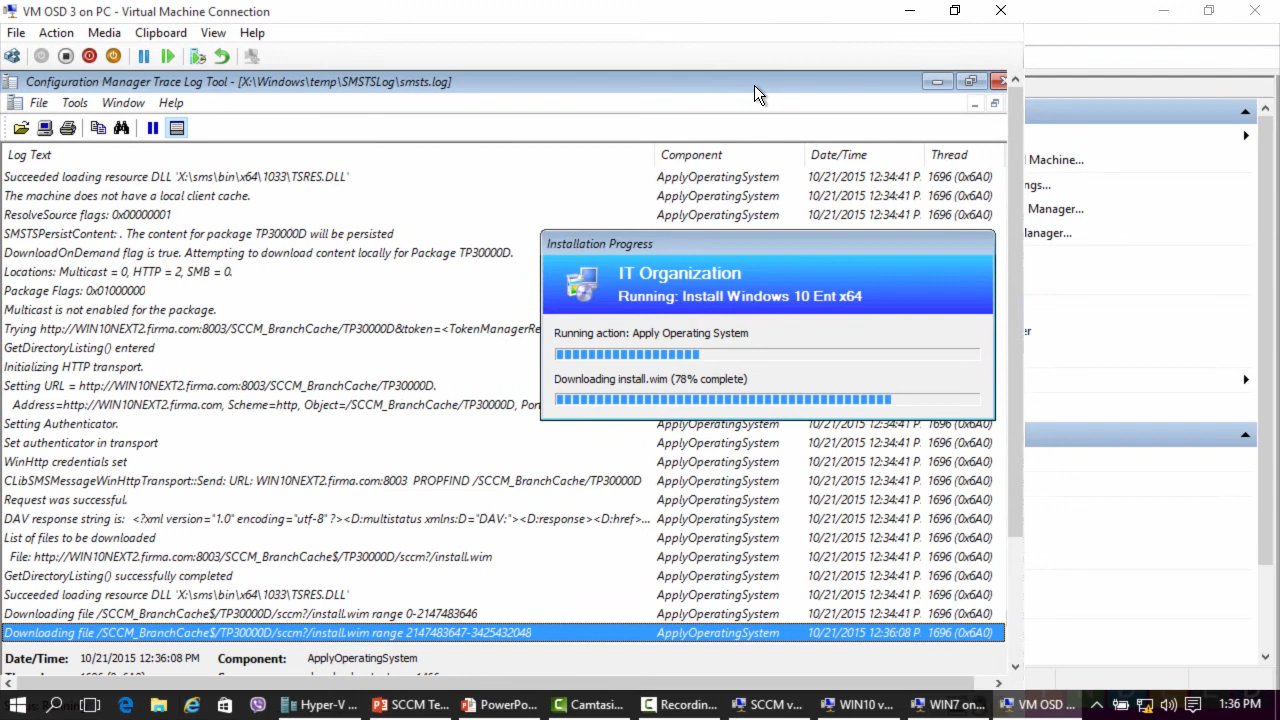 VM OSD 3 on PC - Virtual Machine Connection
File Action Media Clipboard View Help
Configuration Manager Trace Log Tool - [X:\Windows\temp\SMSTSLog\smsts.log]
File Tools Window Help
Log Text Component Date/Time Thread
Succeeded loading resource DLL 'X:\sms\bin\x64\1033\TSRES.DLL' ApplyOperatingSystem 10/21/2015 12:34:41 P. 1696 (0x6A0)
The machine does not have a local client cache. ApplyOperatingSystem 10/21/2015 12:34:41 P. 1696 (0x6A0)
Machine...
ResolveSource flags: 0x00000001 ApplyOperatingSystem 10/21/2015 12:34:41 P. 1696 (0x6A0)
ngs...
Manager...
SMSTSPersistContent: . The content for package TP30000D will be persisted
DownloadOnDemand flag is true. Attempting to download content locally for Package TP30000D.
Locations: Multicast = 0, HTTP = 2, SMB = 0.
Package Flags: 0x01000000
Multicast is not enabled for the package.
Trying http://WIN10NEXT2.firma.com:8003/SCCM_BranchCache/TP30000D&token=<TokenManagerRe
GetDirectoryListing() entered
Initializing HTTP transport.
Setting URL = http://WIN10NEXT2.firma.com:8003/SCCM_BranchCache/TP30000D.
Address=http://WIN10NEXT2.firma.com, Scheme=http, Object=/SCCM_BranchCache/TP30000D, Por
Installation Progress
IT Organization
Running: Install Windows 10 Ent x64
Running action: Apply Operating System
Downloading install.wim (78% complete)
Setting Authenticator. ApplyOperatingSystem 10/21/2015 12:34:41 P. 1696 (0x6A0)
Set authenticator in transport ApplyOperatingSystem 10/21/2015 12:34:41 P. 1696 (0x6A0)
WinHttp credentials set ApplyOperatingSystem 10/21/2015 12:34:41 P. 1696 (0x6A0)
CLibSMSMessageWinHttpTransport::Send: URL: WIN10NEXT2.firma.com:8003 PROPFIND /SCCM_BranchCache/TP30000D ApplyOperatingSystem 10/21/2015 12:34:41 P. 1696 (0x6A0)
Request was successful. ApplyOperatingSystem 10/21/2015 12:34:41 P. 1696 (0x6A0)
DAV response string is: <?xml version="1.0" encoding="utf-8" ?><D:multistatus xmlns:D="DAV:"><D:response><D:href>... ApplyOperatingSystem 10/21/2015 12:34:41 P. 1696 (0x6A0)
List of files to be downloaded ApplyOperatingSystem 10/21/2015 12:34:41 P. 1696 (0x6A0)
File: http://WIN10NEXT2.firma.com:8003/SCCM_BranchCache$/TP30000D/sccm?/install.wim ApplyOperatingSystem 10/21/2015 12:34:41 P. 1696 (0x6A0)
GetDirectoryListing() successfully completed ApplyOperatingSystem 10/21/2015 12:34:41 P. 1696 (0x6A0)
Succeeded loading resource DLL 'X:\sms\bin\x64\1033\TSRES.DLL' ApplyOperatingSystem 10/21/2015 12:34:41 P. 1696 (0x6A0)
Downloading file /SCCM_BranchCache$/TP30000D/sccm?/install.wim range 0-2147483646 ApplyOperatingSystem 10/21/2015 12:34:41 P. 1696 (0x6A0)
Downloading file /SCCM_BranchCache$/TP30000D/sccm?/install.wim range 2147483647-3425432048 ApplyOperatingSystem 10/21/2015 12:36:08 P. 1696 (0x6A0)
Date/Time: 10/21/2015 12:36:08 PM Component: ApplyOperatingSystem
Hyper-V ... SCCM Te... PowerPo... Camtasi... Recordin... SCCM v... WIN10 v... WIN7 on... VM OSD ... 1:36 PM